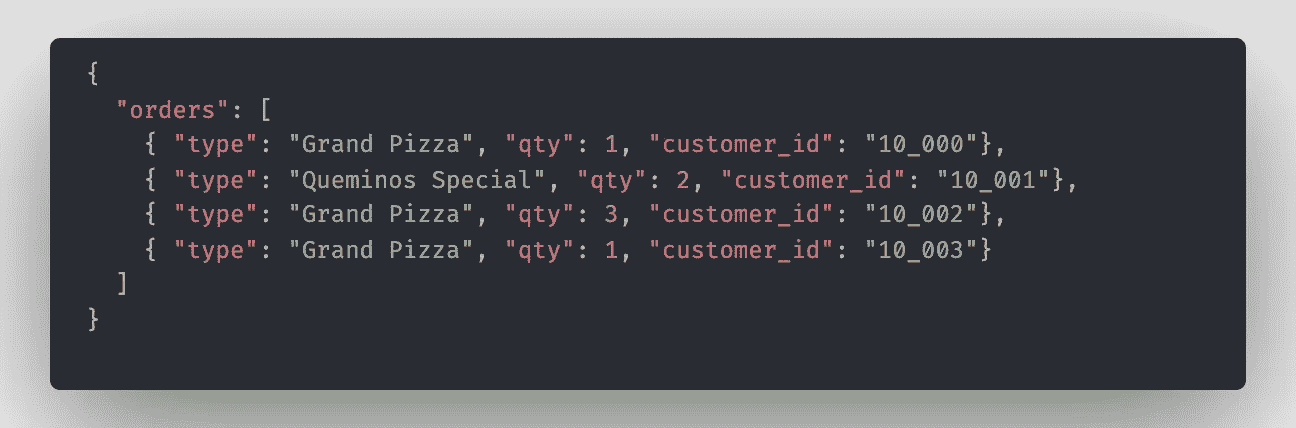 {
"orders": [
{ "type": "Grand Pizza", "qty": 1, "customer_id": "10_000"},
{ "type": "Queminos Special", "qty": 2, "customer_id": "10_001"},
{ "type": "Grand Pizza", "qty": 3, "customer_id": "10_002"},
{ "type": "Grand Pizza", "qty": 1, "customer_id": "10_003"}
]
}